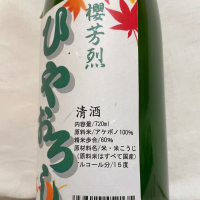 櫻芳烈
ひやおろし
清酒
内容量/720ml
原料米/アケボノ100%
精米歩合/60%
原材料名/米・米こうじ
(原料米はすべて国産)
アルコール分/15度